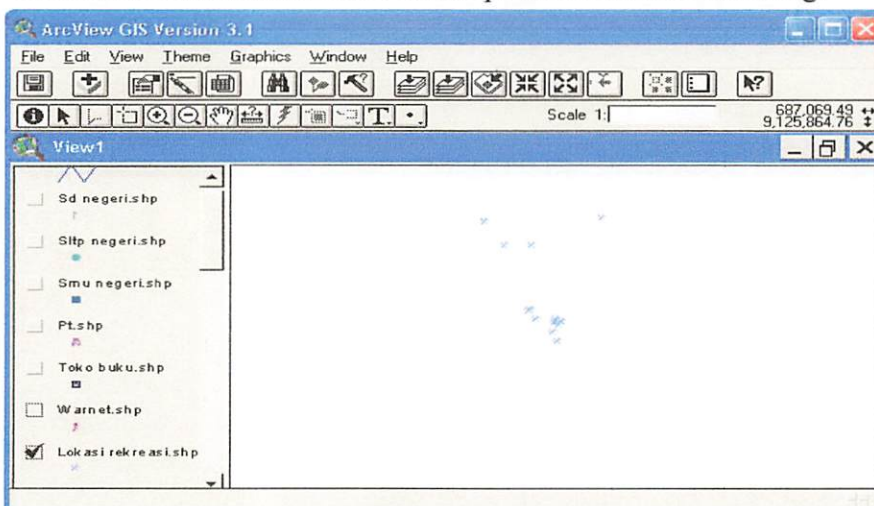 ArcView GIS Version 3.1
File Edit View Theme Graphics Window Help
T
Scale 1:
687,069.49
9,125,864.76
View1
Sd negeri.shp
Sltp negeri.shp
Smu negeri.shp
Pt.shp
Toko buku.shp
Warnet.shp
Lokasi rekreasi.shp